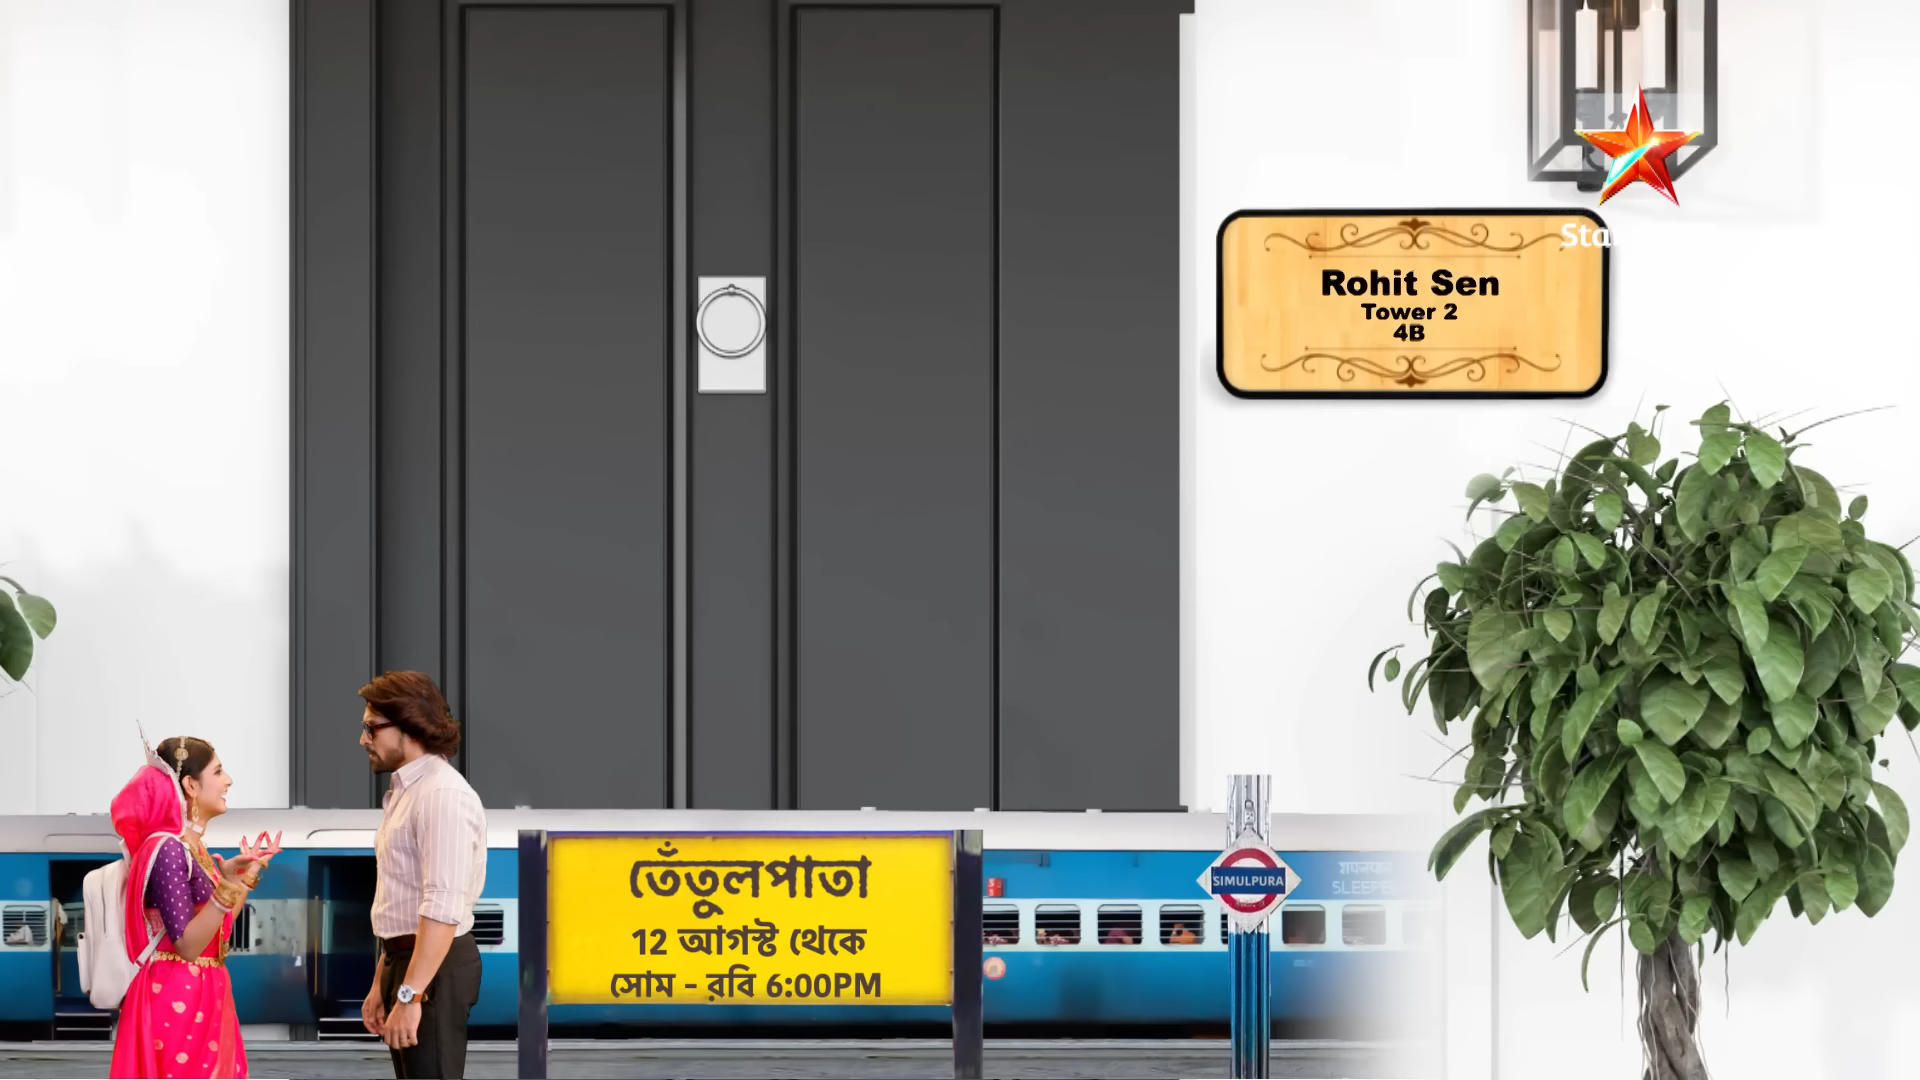 Rohit Sen
Tower 2
4B
তেঁতুলপাতা
12 আগস্ট থেকে
সোম - রবি 6:00PM
SIMULPURA